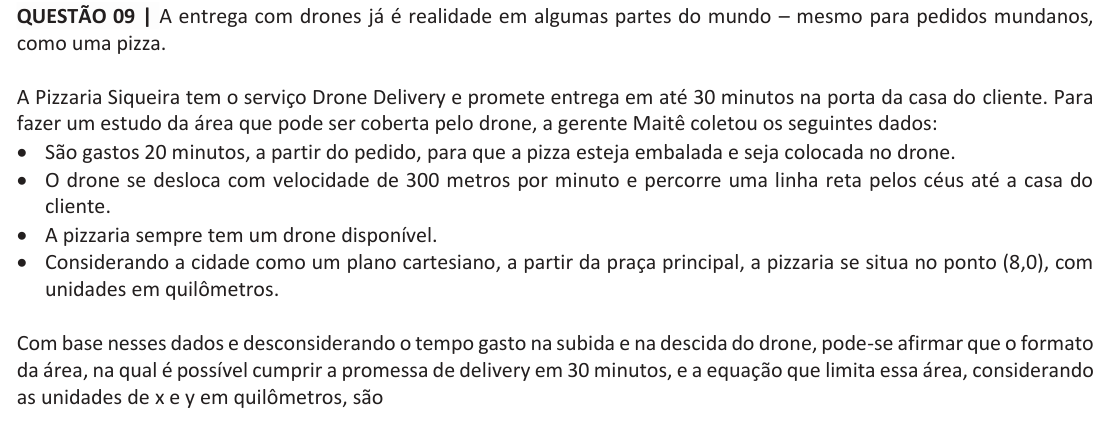 QUESTÃO 09 | A entrega com drones já é realidade em algumas partes do mundo – mesmo para pedidos mundanos,
como uma pizza.
A Pizzaria Siqueira tem o serviço Drone Delivery e promete entrega em até 30 minutos na porta da casa do cliente. Para
fazer um estudo da área que pode ser coberta pelo drone, a gerente Maitê coletou os seguintes dados:
• São gastos 20 minutos, a partir do pedido, para que a pizza esteja embalada e seja colocada no drone.
• O drone se desloca com velocidade de 300 metros por minuto e percorre uma linha reta pelos céus até a casa do
cliente.
• A pizzaria sempre tem um drone disponível.
• Considerando a cidade como um plano cartesiano, a partir da praça principal, a pizzaria se situa no ponto (8,0), com
unidades em quilômetros.
Com base nesses dados e desconsiderando o tempo gasto na subida e na descida do drone, pode-se afirmar que o formato
da área, na qual é possível cumprir a promessa de delivery em 30 minutos, e a equação que limita essa área, considerando
as unidades de x e y em quilômetros, são